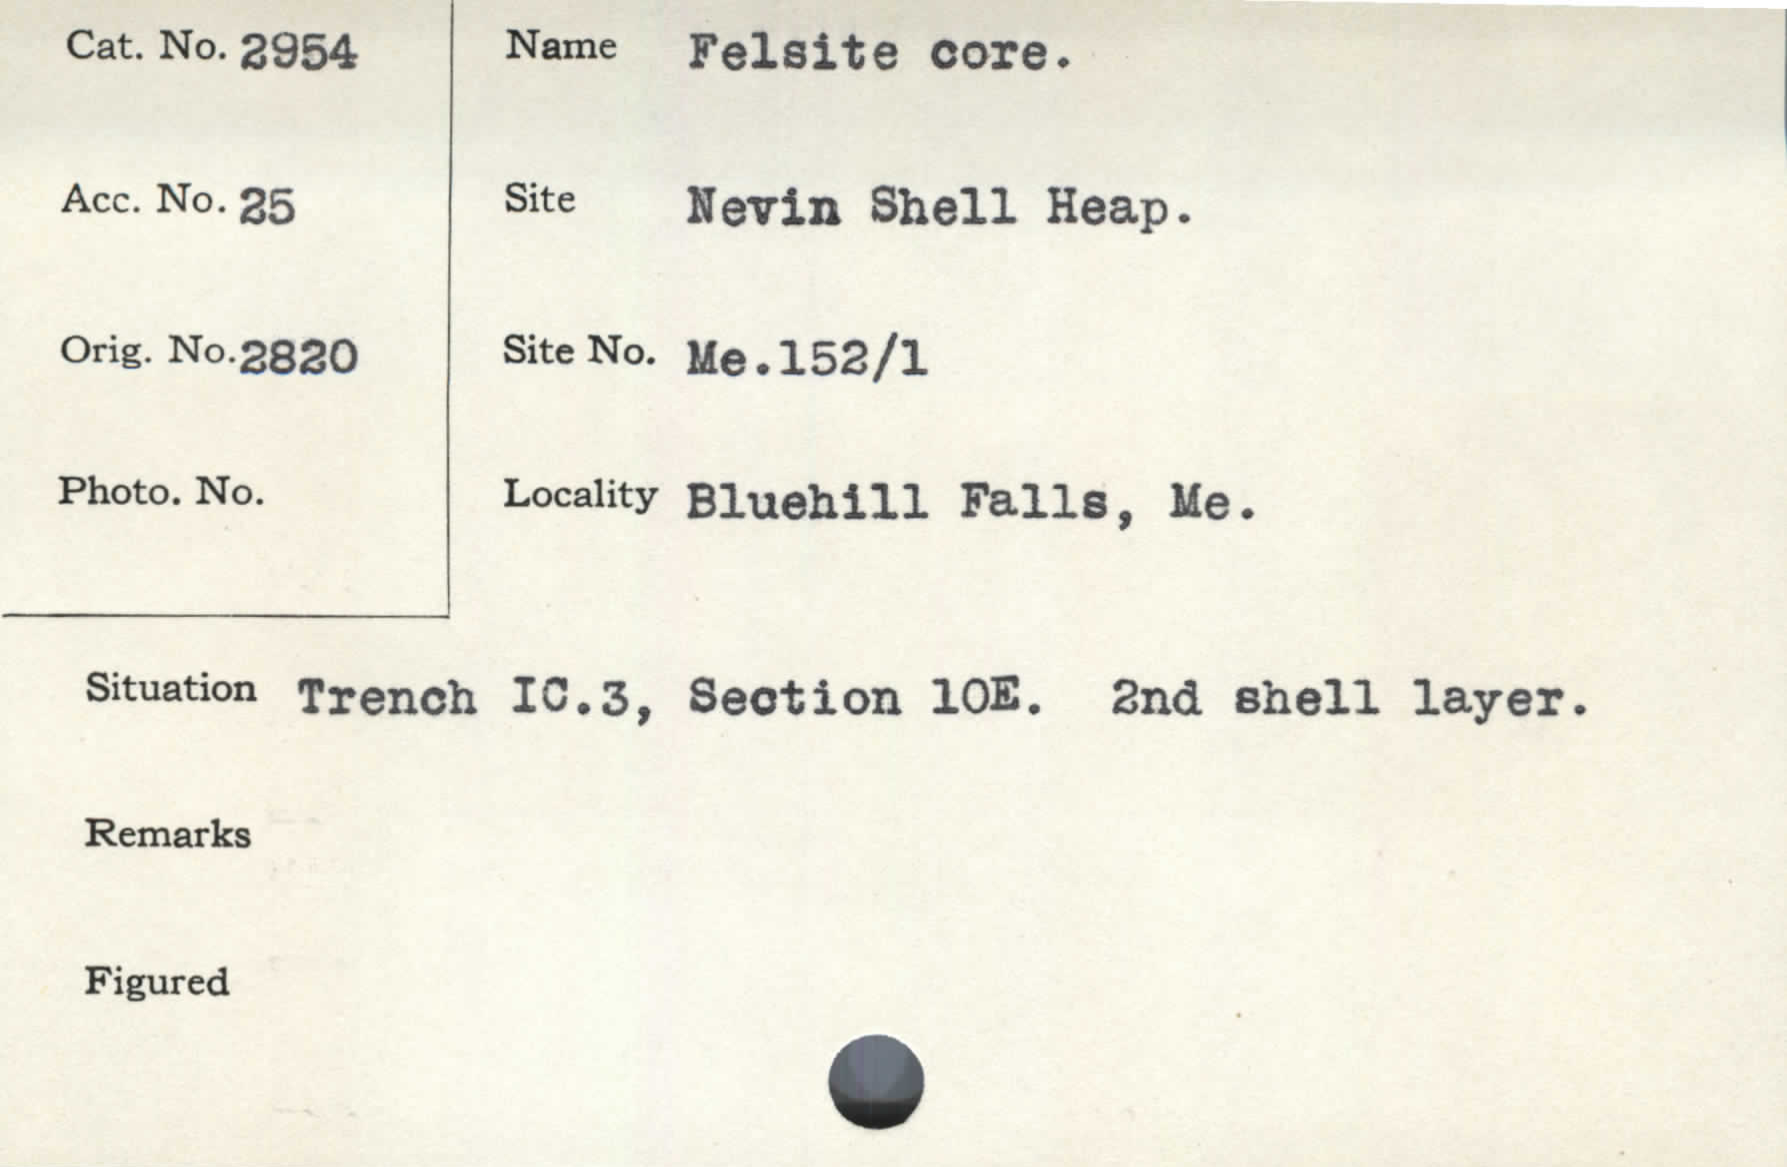 Cat. No. 2954
Name Felsite core.
Acc. No. 25
Site Nevin Shell Heap.
Orig. No. 2820
Site No. Me.152/1
Photo. No.
Locality Bluehill Falls, Me.
Situation Trench IC.3, Section 10E. 2nd shell layer.
Remarks
Figured